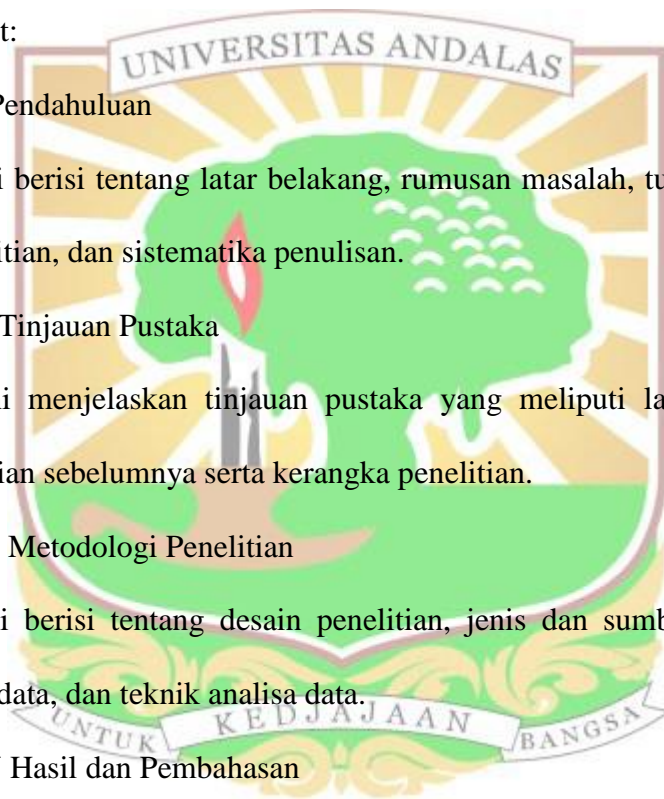 t:
UNIVERSITAS ANDALAS
Pendahuluan
i berisi tentang latar belakang, rumusan masalah, tu
itian, dan sistematika penulisan.
Tinjauan Pustaka
i menjelaskan tinjauan pustaka yang meliputi la
ian sebelumnya serta kerangka penelitian.
Metodologi Penelitian
i berisi tentang desain penelitian, jenis dan sumb
data, dan teknik analisa data.
UNTUK KEDJAJAAN BANGSA
Hasil dan Pembahasan